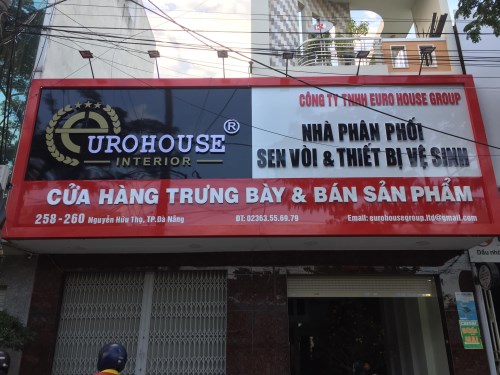 EUROHOUSE ®
INTERIOR
CÔNG TY TNHH EURO HOUSE GROUP
NHÀ PHÂN PHỐI
SEN VÒI & THIẾT BỊ VỆ SINH
CỬA HÀNG TRƯNG BÀY & BÁN SẢN PHẨM
258-260 Nguyễn Hữu Thọ, TP.Đà Nẵng ĐT: 02363.55.69.79 Email: eurohousegroup.ltd@gmail.com